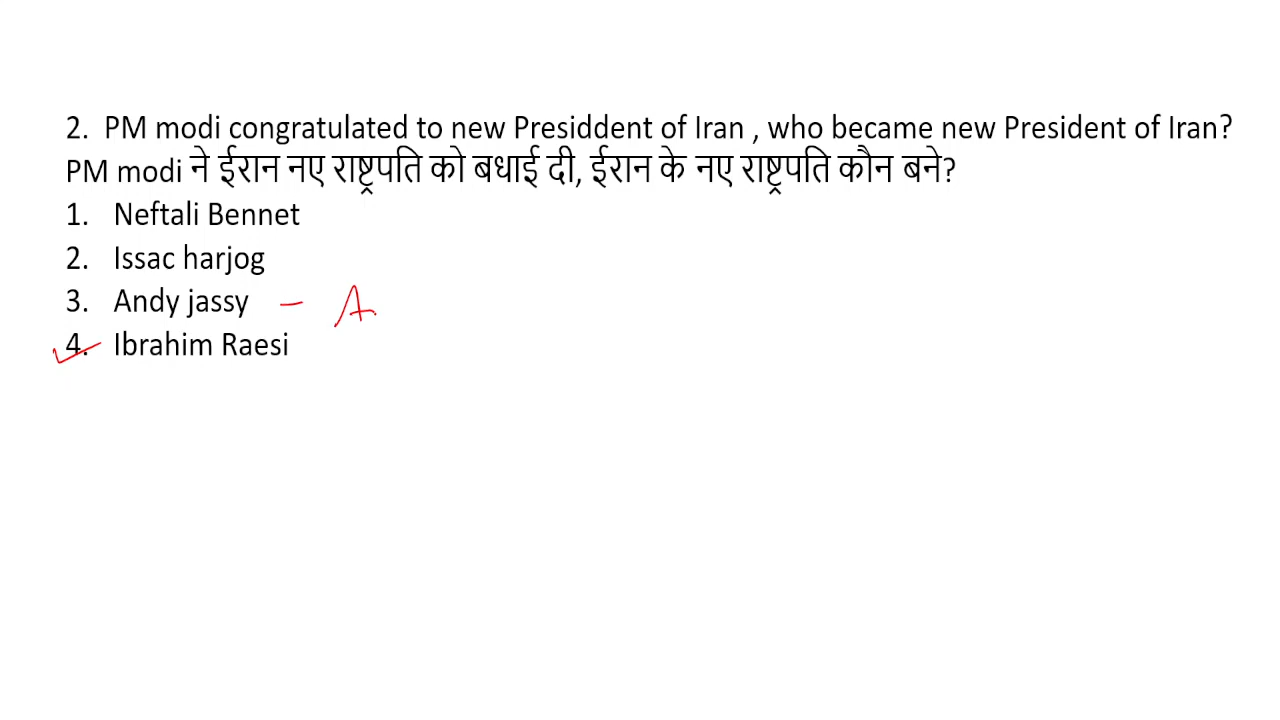 2. PM modi congratulated to new Presiddent of Iran , who became new President of Iran?
PM modi ने ईरान नए राष्ट्रपति को बधाई दी, ईरान के नए राष्ट्रपति कौन बने?
1. Neftali Bennet
2. Issac harjog
3. Andy jassy – A
4. Ibrahim Raesi